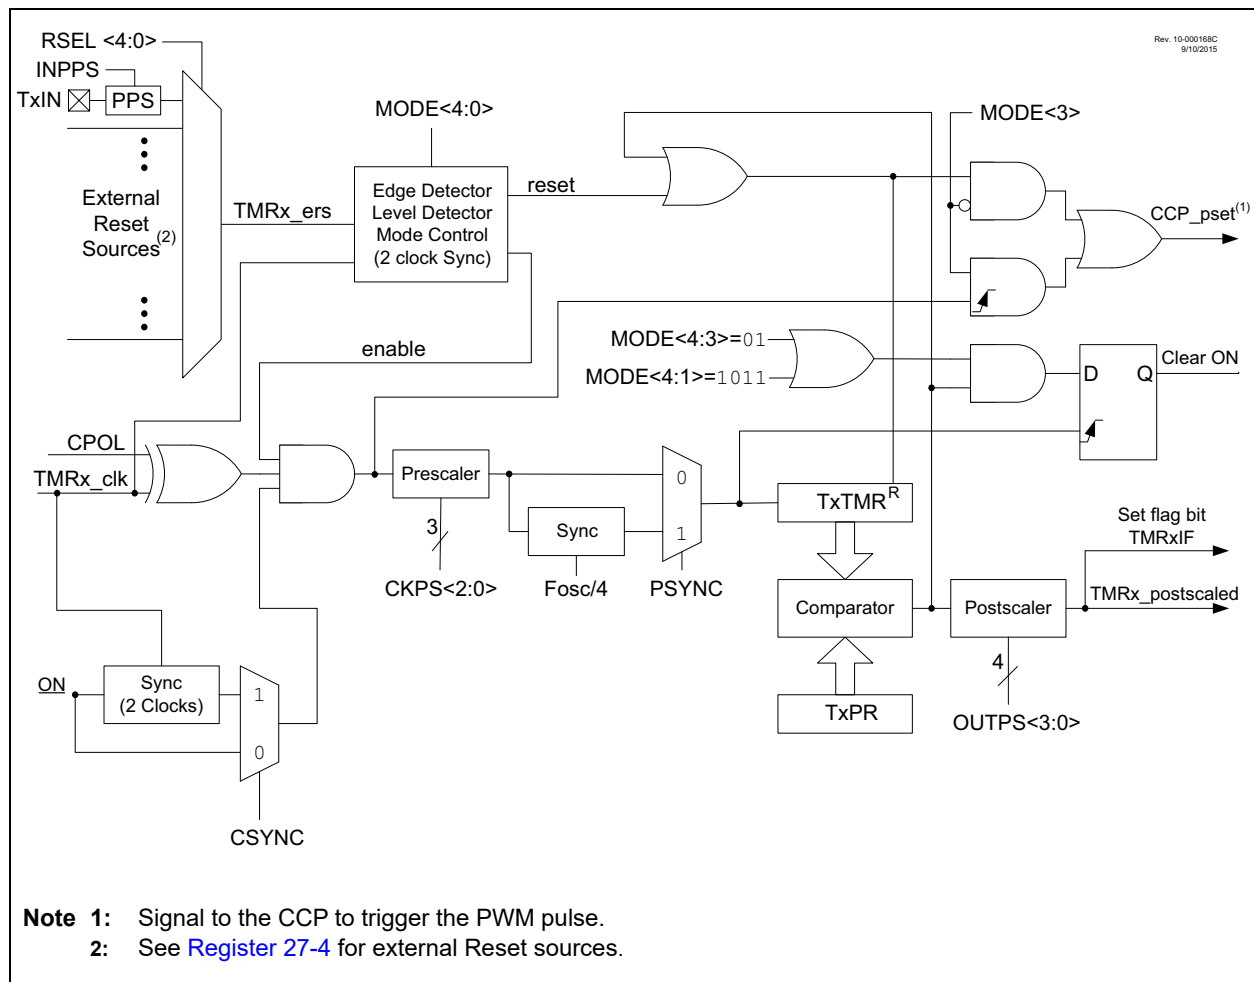 Rev. 10-000168C
9/10/2015
RSEL <4:0>
INPPS
TxIN
PPS
External
Reset
Sources(2)
TMRx_ers
MODE<4:0>
Edge Detector
Level Detector
Mode Control
(2 clock Sync)
reset
enable
MODE<3>
CCP_pset(1)
MODE<4:3>=01
MODE<4:1>=1011
D
Q
Clear ON
CPOL
TMRx_clk
Prescaler
3
CKPS<2:0>
Sync
Fosc/4
0
1
PSYNC
TxTMR
R
Comparator
TxPR
Postscaler
4
OUTPS<3:0>
Set flag bit
TMRxIF
TMRx_postscaled
ON
Sync
(2 Clocks)
1
0
CSYNC
Note 1: Signal to the CCP to trigger the PWM pulse.
2: See Register 27-4 for external Reset sources.